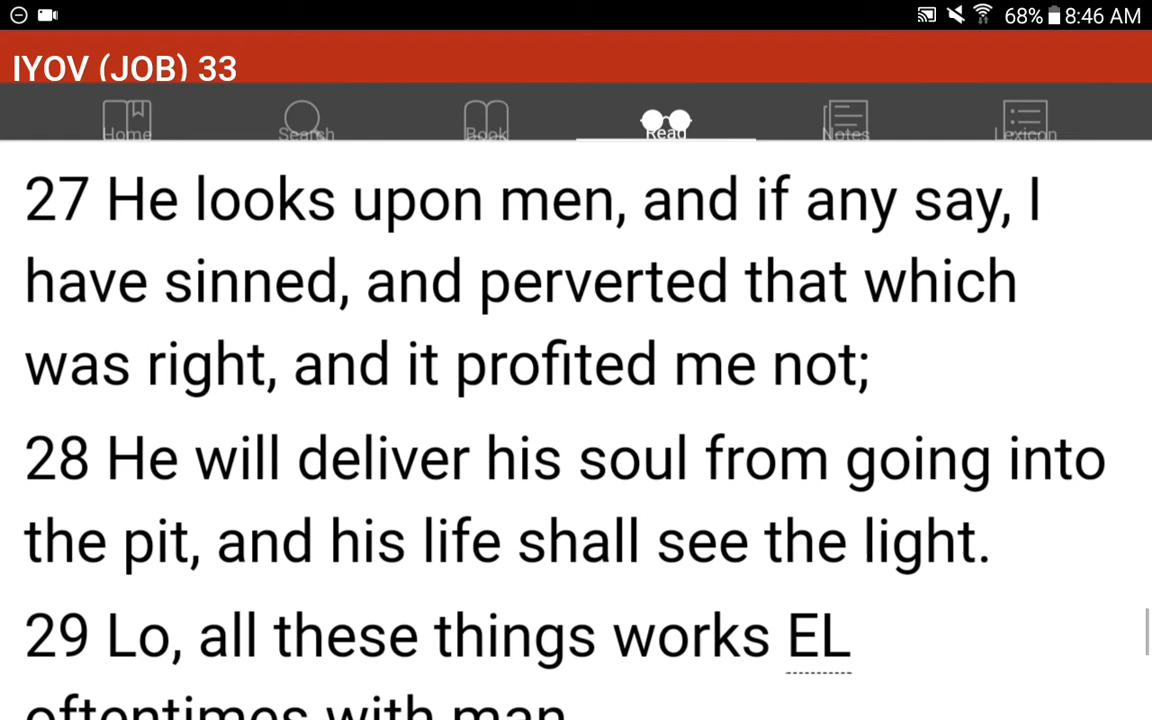 68% 8:46 AM
IYOV (JOB) 33
Home Search Book Read Notes Lexicon
27 He looks upon men, and if any say, I
have sinned, and perverted that which
was right, and it profited me not;
28 He will deliver his soul from going into
the pit, and his life shall see the light.
29 Lo, all these things works EL
oftentimes with man